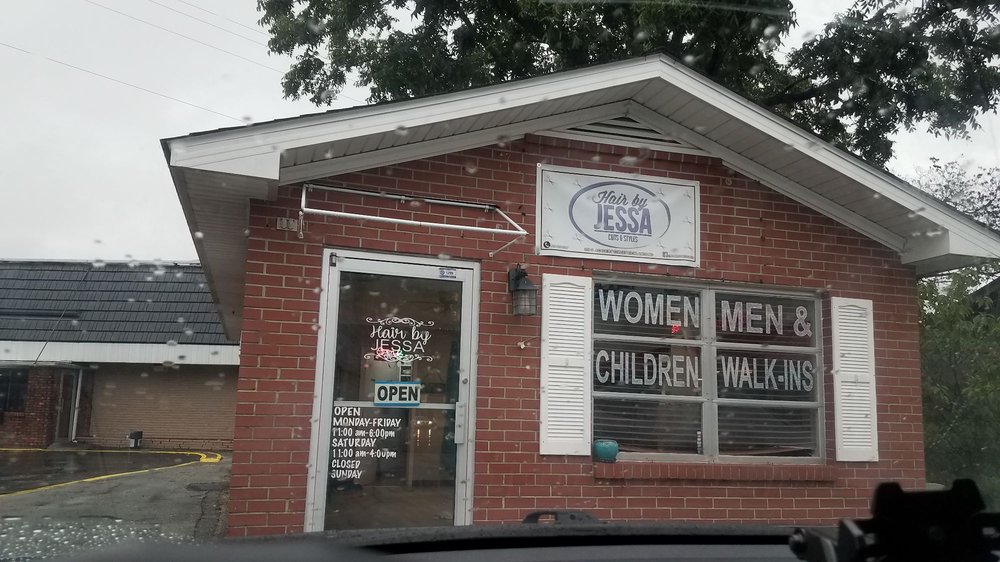 Hair by
JESSA
CUTS & STYLES
WOMEN MEN &
CHILDREN WALK-INS
Hair by
JESSA
OPEN
OPEN
MONDAY-FRIDAY
11:00 am-6:00pm
SATURDAY
11:00 am-4:00pm
CLOSED
SUNDAY